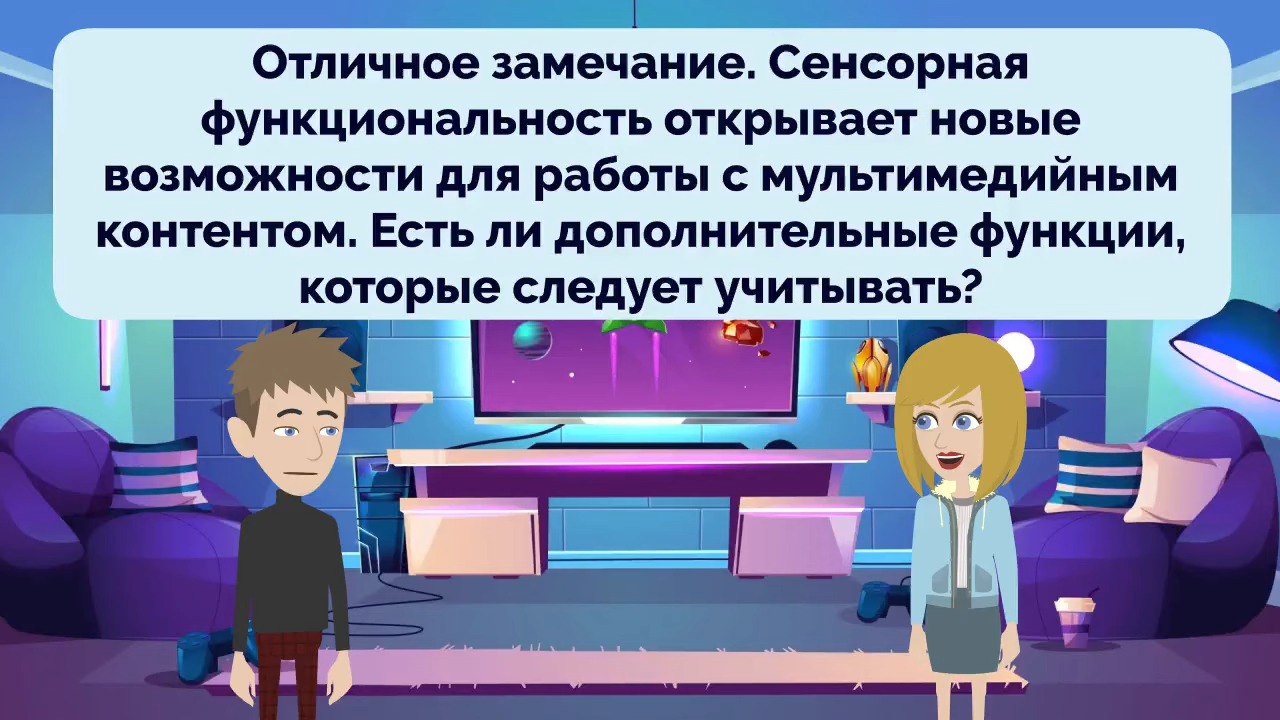 Отличное замечание. Сенсорная
функциональность открывает новые
возможности для работы с мультимедийным
контентом. Есть ли дополнительные функции,
которые следует учитывать?